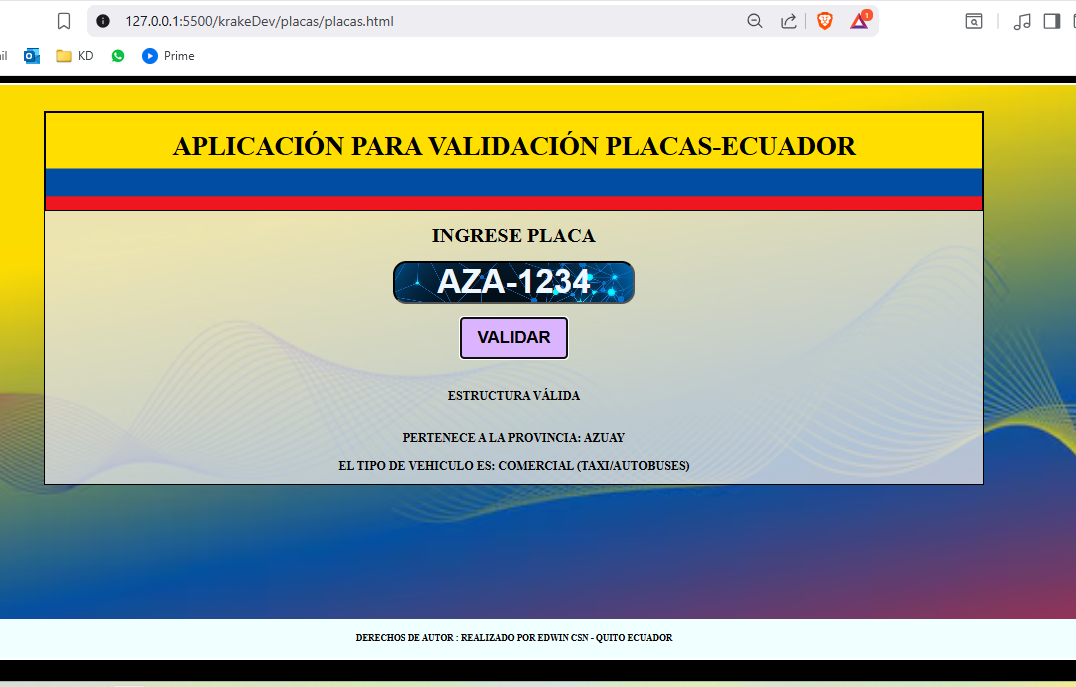 127.0.0.1:5500/krakeDev/placas/placas.html
1
KD
Prime
APLICACIÓN PARA VALIDACIÓN PLACAS-ECUADOR
INGRESE PLACA
AZA-1234
VALIDAR
ESTRUCTURA VÁLIDA
PERTENECE A LA PROVINCIA: AZUAY
EL TIPO DE VEHICULO ES: COMERCIAL (TAXI/AUTOBUSES)
DERECHOS DE AUTOR : REALIZADO POR EDWIN CSN - QUITO ECUADOR